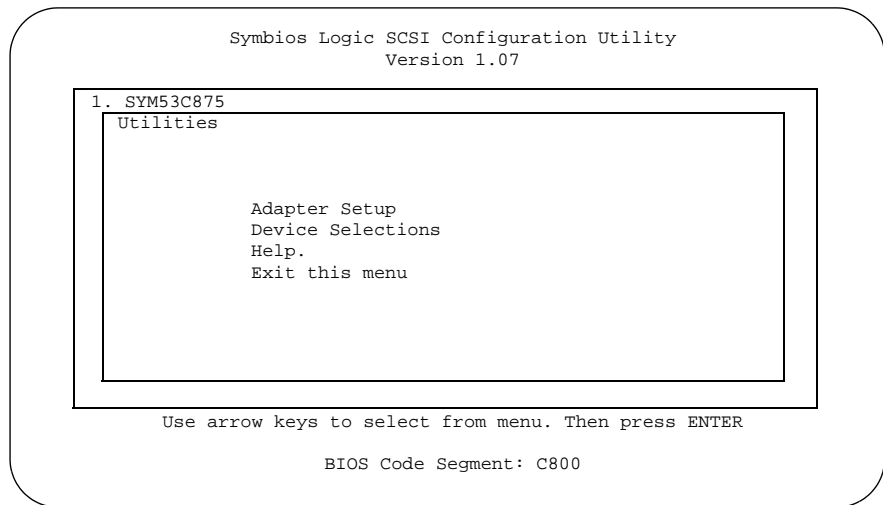 Symbios Logic SCSI Configuration Utility
Version 1.07
1. SYM53C875
Utilities
Adapter Setup
Device Selections
Help.
Exit this menu
Use arrow keys to select from menu. Then press ENTER
BIOS Code Segment: C800